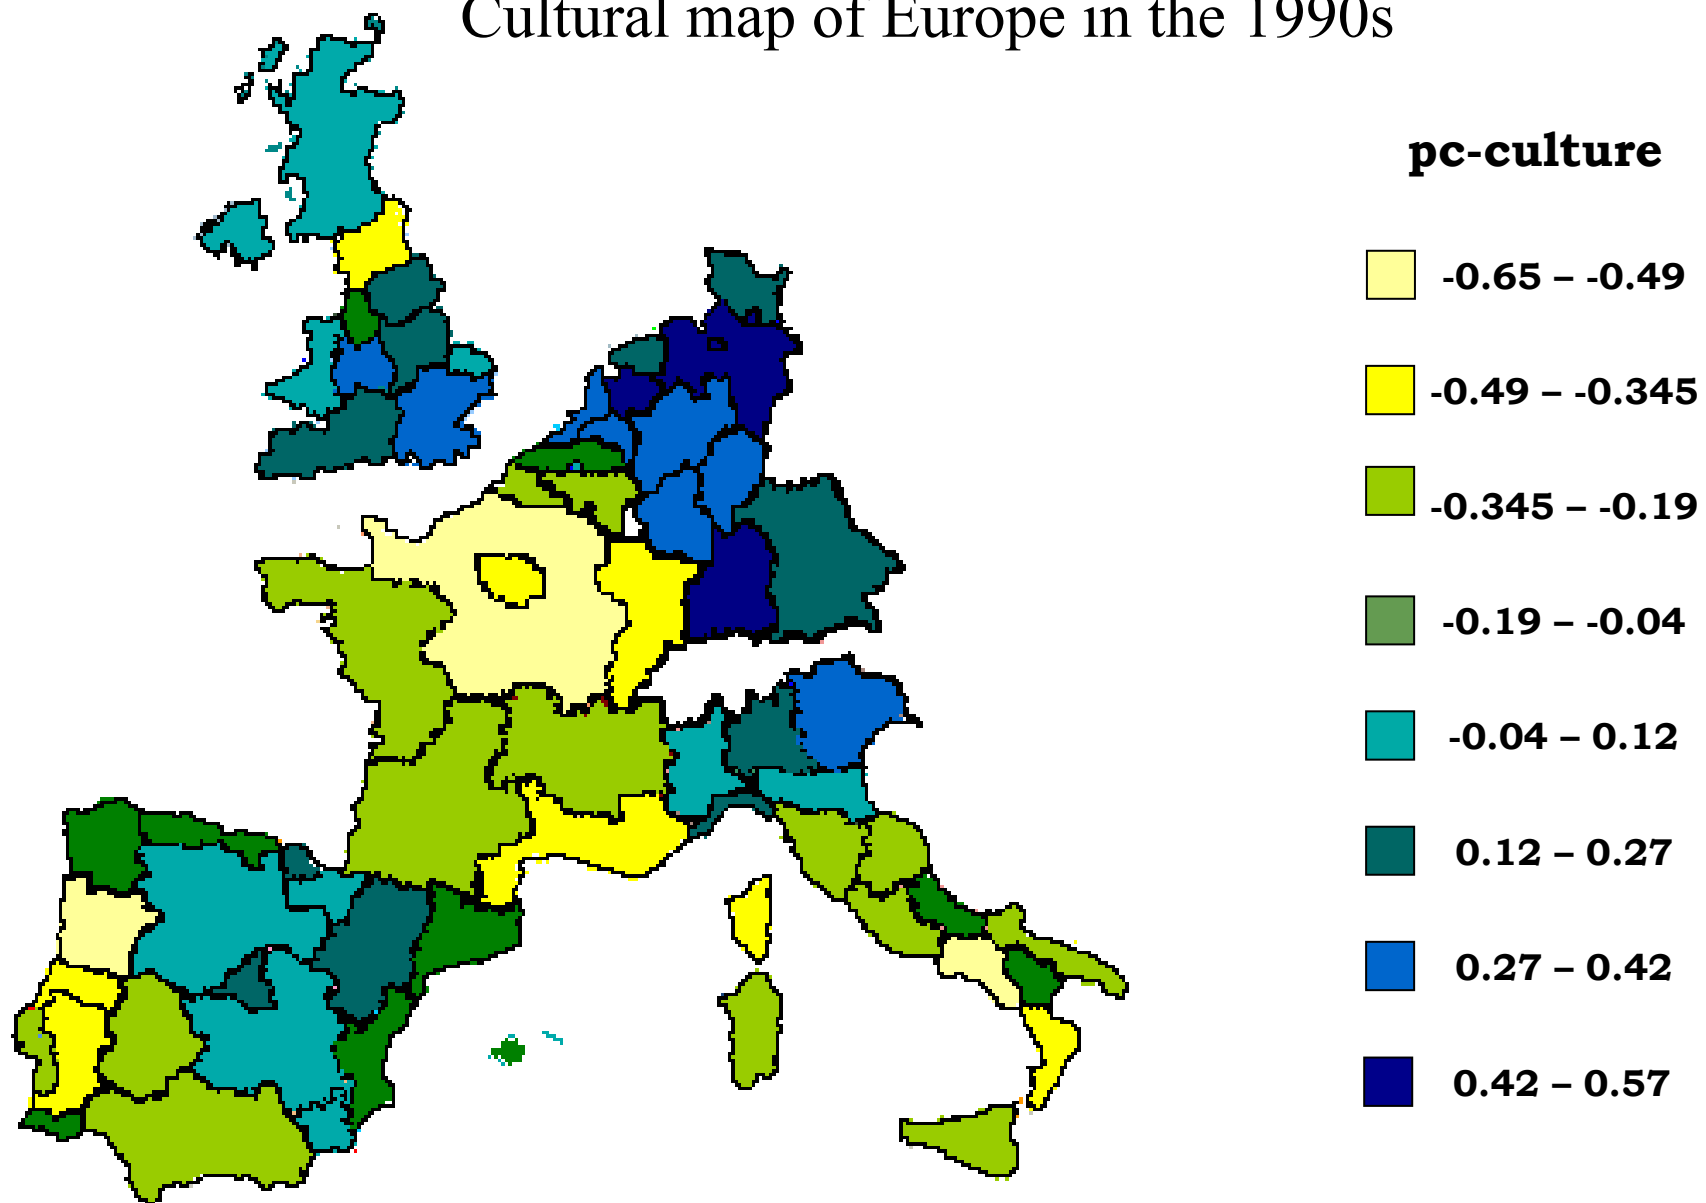 Cultural map of Europe in the 1990s
pc-culture
-0.65 – -0.49
-0.49 – -0.345
-0.345 – -0.19
-0.19 – -0.04
-0.04 – 0.12
0.12 – 0.27
0.27 – 0.42
0.42 – 0.57